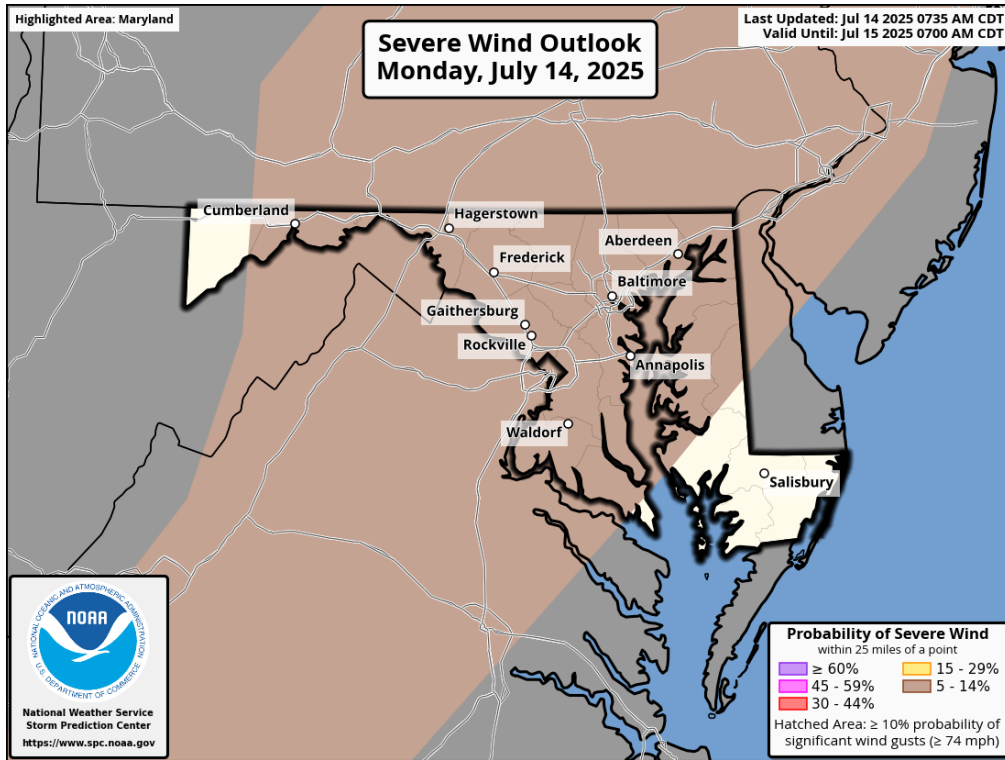 Highlighted Area: Maryland
Severe Wind Outlook
Monday, July 14, 2025
Last Updated: Jul 14 2025 0735 AM CDT
Valid Until: Jul 15 2025 0700 AM CDT
Cumberland
Hagerstown
Frederick
Aberdeen
Baltimore
Gaithersburg
Rockville
Annapolis
Waldorf
Salisbury
NATIONAL OCEANIC AND ATMOSPHERIC ADMINISTRATION
NOAA
U.S. DEPARTMENT OF COMMERCE
National Weather Service
Storm Prediction Center
https://www.spc.noaa.gov
Probability of Severe Wind
within 25 miles of a point
≥ 60%
45 - 59%
30 - 44%
15 - 29%
5 - 14%
Hatched Area: ≥ 10% probability of
significant wind gusts (≥ 74 mph)